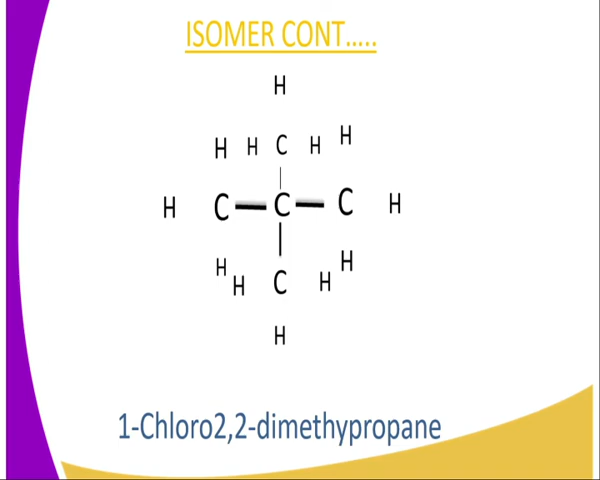 ISOMER CONT.....
H
H H C H H
H C C C H
H H C H H
H
1-Chloro2,2-dimethypropane